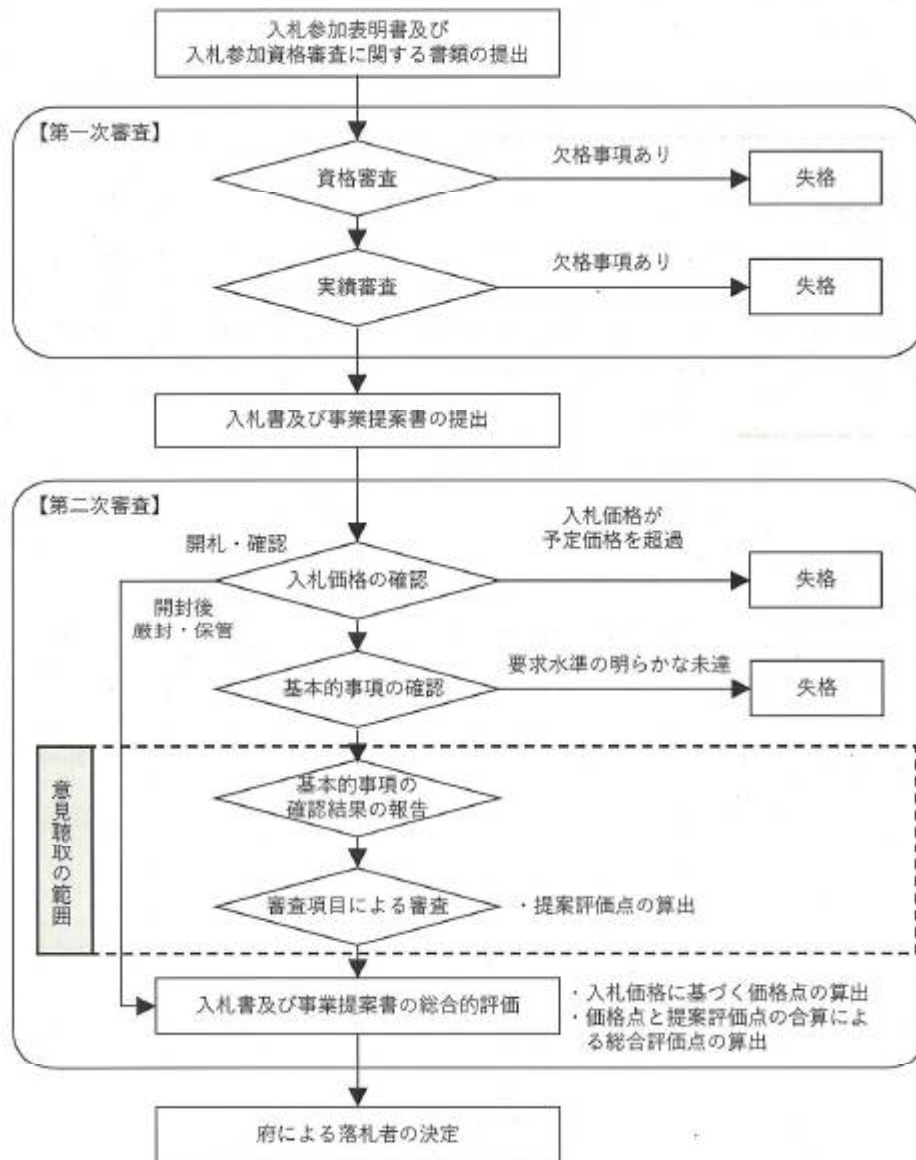 入札参加表明書及び
入札参加資格審査に関する書類の提出
【第一次審査】
資格審査
欠格事項あり
失格
実績審査
欠格事項あり
失格
入札書及び事業提案書の提出
【第二次審査】
開札・確認
入札価格が
予定価格を超過
入札価格の確認
失格
開封後
厳封・保管
基本的事項の確認
要求水準の明らかな未達
失格
意見聴取の範囲
基本的事項の
確認結果の報告
審査項目による審査
・提案評価点の算出
入札書及び事業提案書の総合的評価
・入札価格に基づく価格点の算出
・価格点と提案評価点の合算によ
る総合評価点の算出
府による落札者の決定